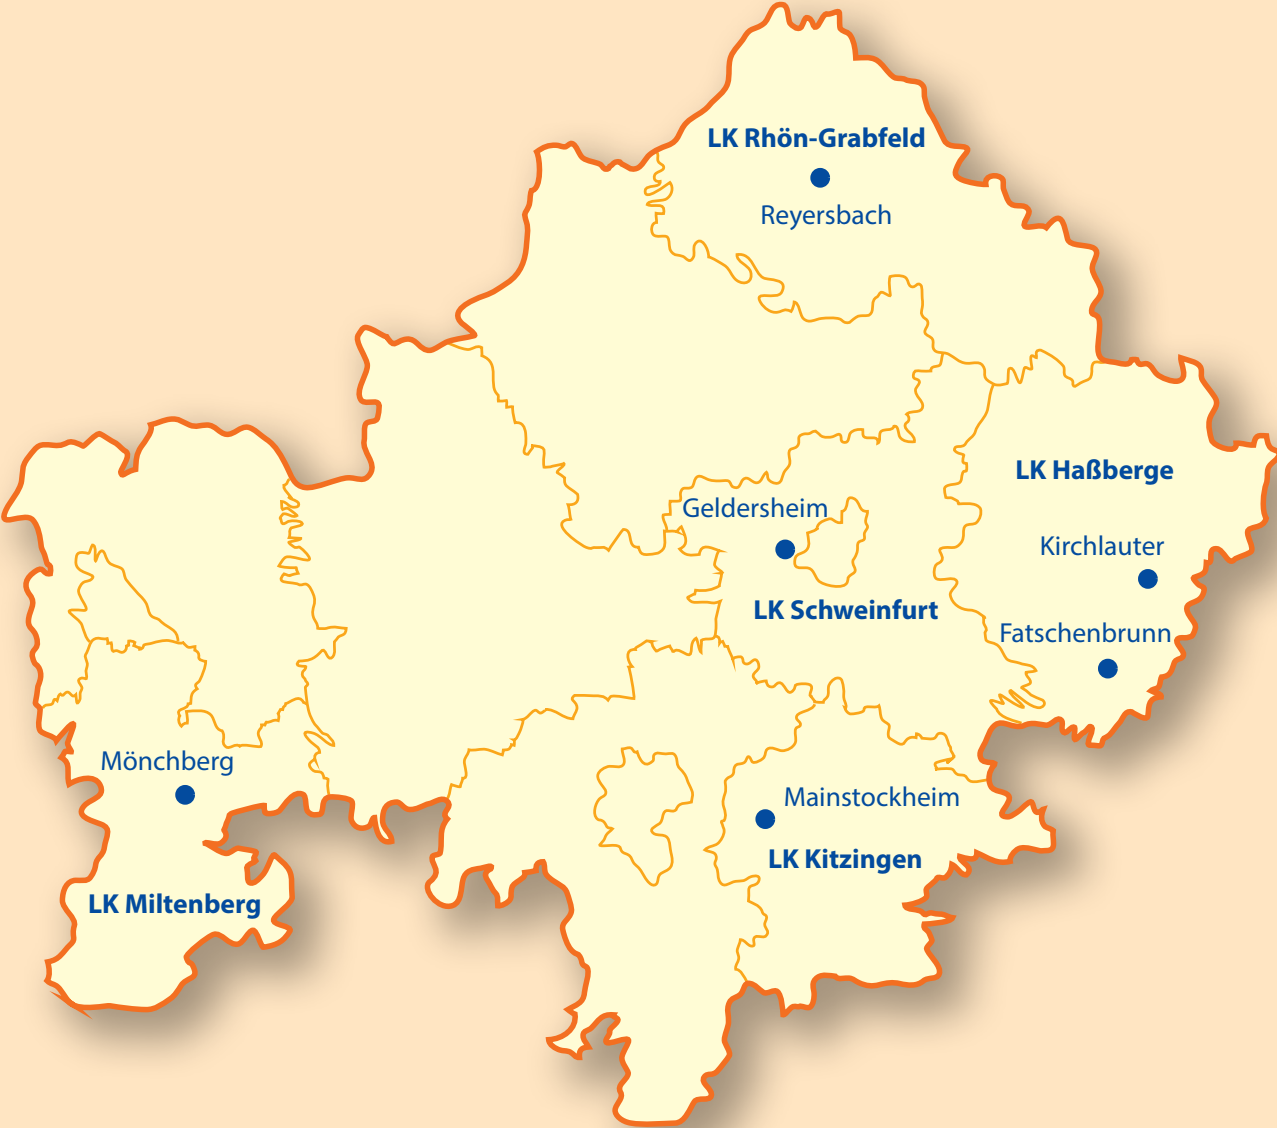 LK Rhön-Grabfeld
Reyersbach
LK Haßberge
Geldersheim
Kirchlauter
LK Schweinfurt
Fatschenbrunn
Mönchberg
Mainstockheim
LK Kitzingen
LK Miltenberg